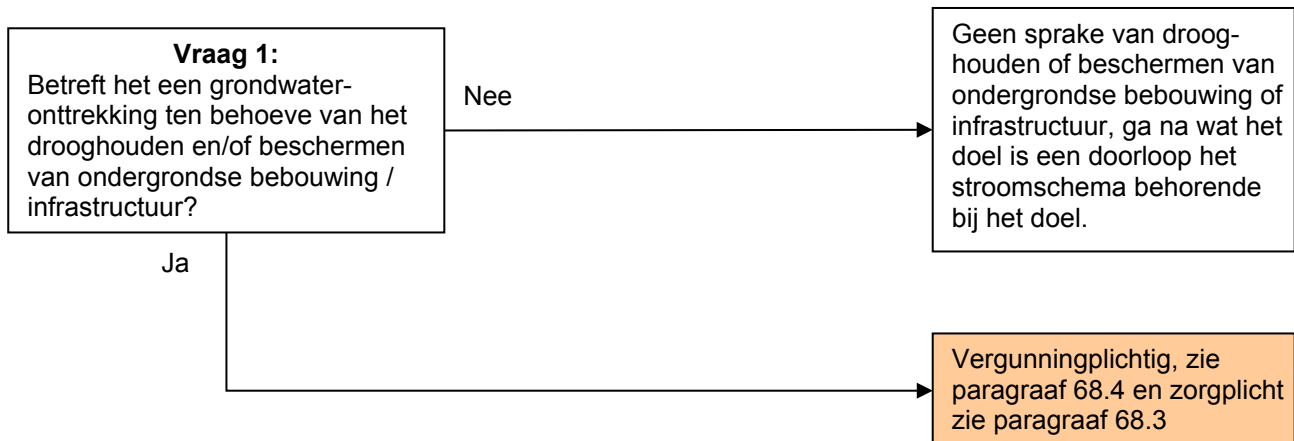 Vraag 1:
Betreft het een grondwater-
onttrekking ten behoeve van het
drooghouden en/of beschermen
van ondergrondse bebouwing /
infrastructuur?
Nee
Geen sprake van droog-
houden of beschermen van
ondergrondse bebouwing of
infrastructuur, ga na wat het
doel is een doorloop het
stroomschema behorende
bij het doel.
Ja
Vergunningplichtig, zie
paragraaf 68.4 en zorgplicht
zie paragraaf 68.3